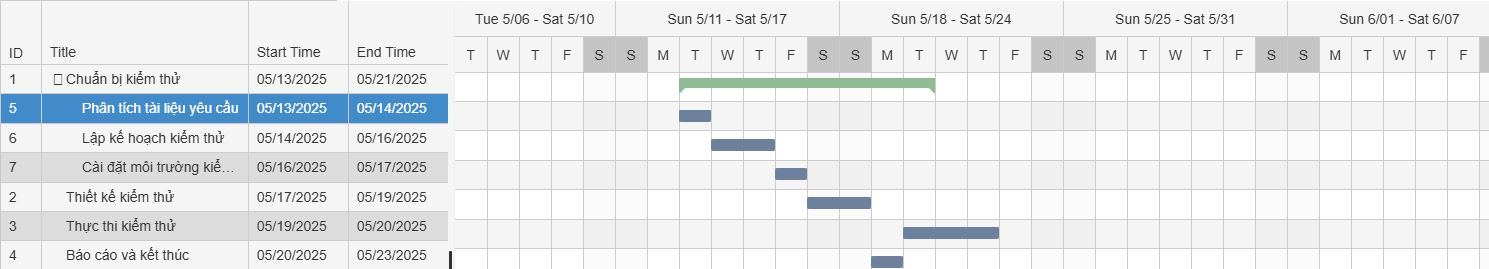 Tue 5/06 - Sat 5/10 Sun 5/11 - Sat 5/17 Sun 5/18 - Sat 5/24 Sun 5/25 - Sat 5/31 Sun 6/01 - Sat 6/07
ID Title Start Time End Time T W T F S S M T W T F S S M T W T F S S M T W T F S S M T W T F S
1 Chuẩn bị kiểm thử 05/13/2025 05/21/2025
5 Phân tích tài liệu yêu cầu 05/13/2025 05/14/2025
6 Lập kế hoạch kiểm thử 05/14/2025 05/16/2025
7 Cài đặt môi trường kiể... 05/16/2025 05/17/2025
2 Thiết kế kiểm thử 05/17/2025 05/19/2025
3 Thực thi kiểm thử 05/19/2025 05/20/2025
4 Báo cáo và kết thúc 05/20/2025 05/23/2025